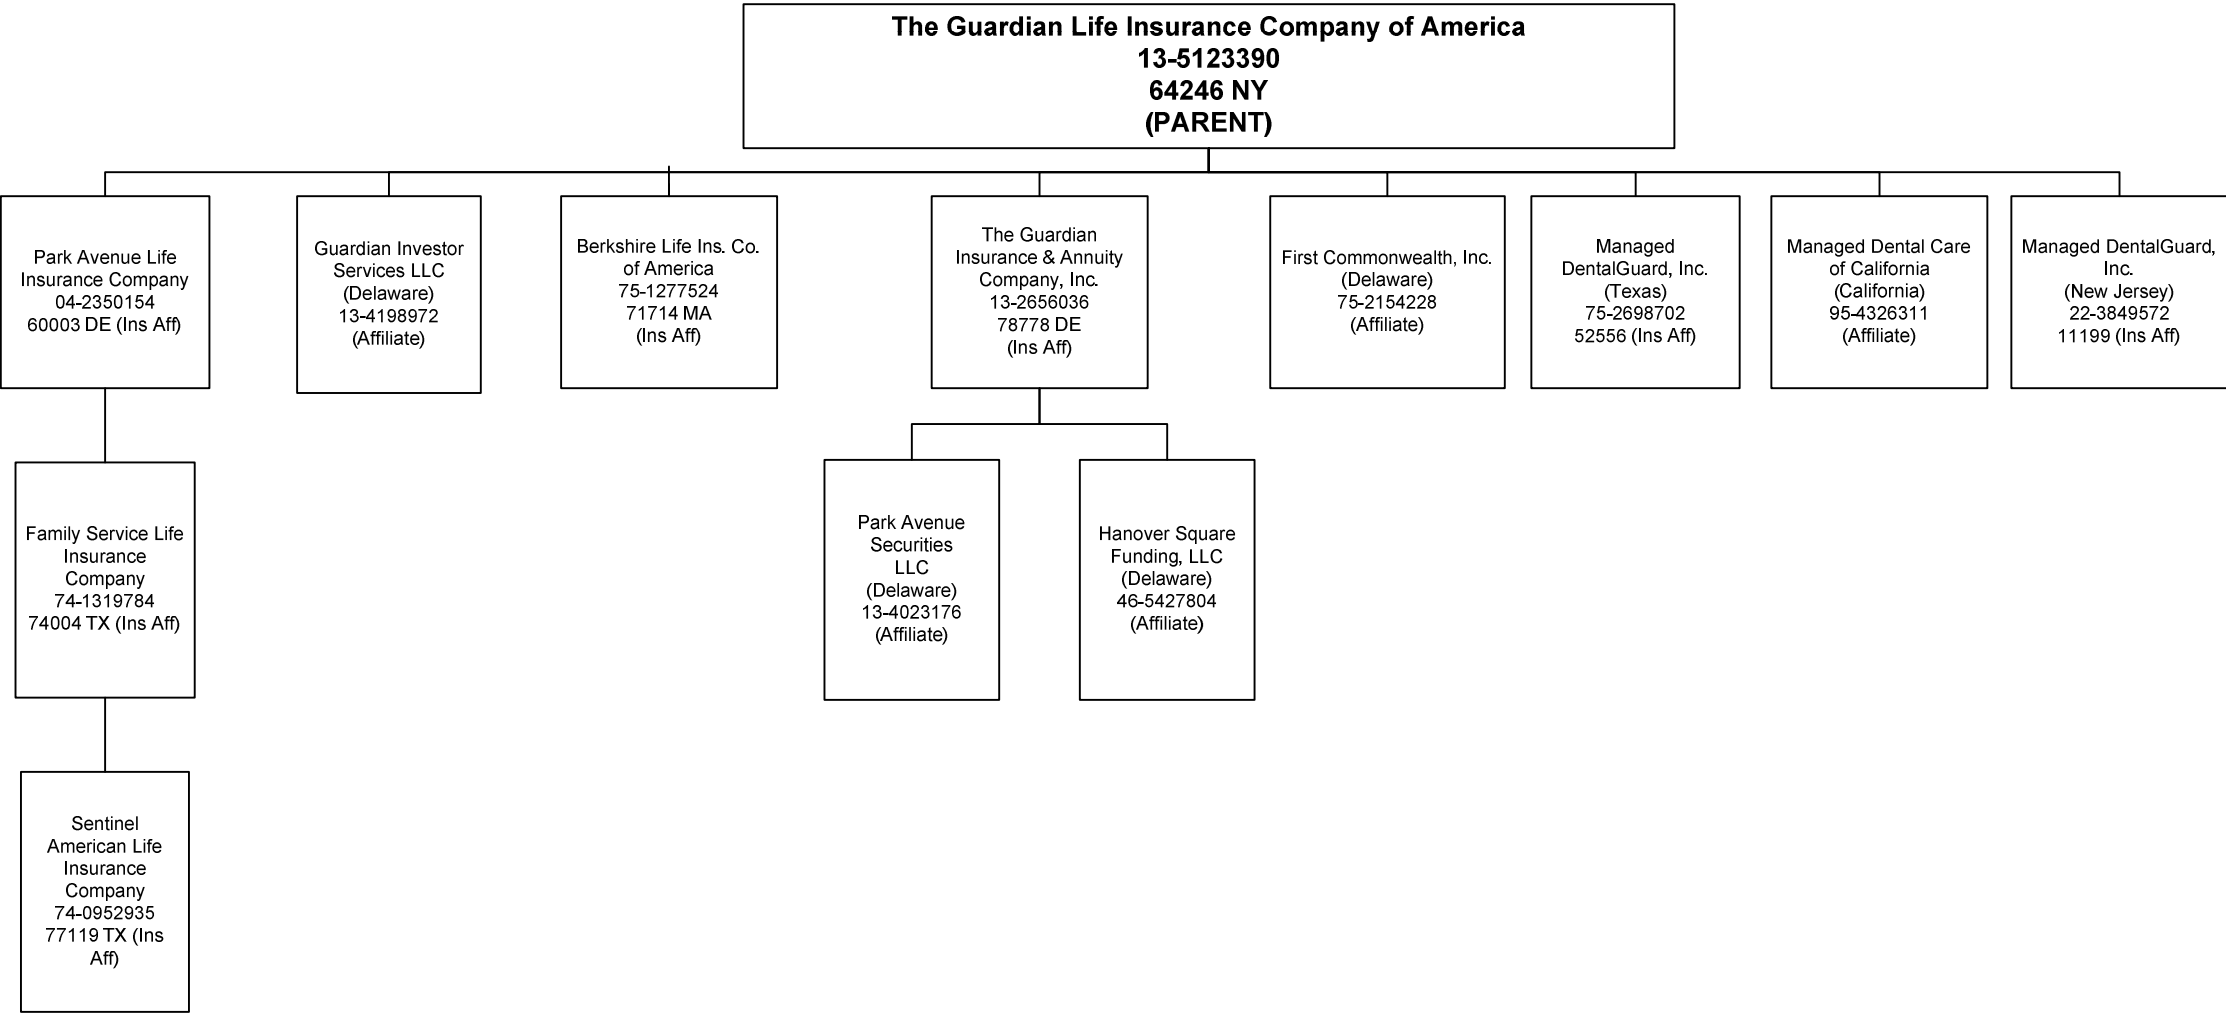 The Guardian Life Insurance Company of America
13-5123390
64246 NY
(PARENT)
Park Avenue Life
Insurance Company
04-2350154
60003 DE (Ins Aff)
Guardian Investor
Services LLC
(Delaware)
13-4198972
(Affiliate)
Berkshire Life Ins. Co.
of America
75-1277524
71714 MA
(Ins Aff)
The Guardian
Insurance & Annuity
Company, Inc.
13-2656036
78778 DE
(Ins Aff)
First Commonwealth, Inc.
(Delaware)
75-2154228
(Affiliate)
Managed
DentalGuard, Inc.
(Texas)
75-2698702
52556 (Ins Aff)
Managed Dental Care
of California
(California)
95-4326311
(Affiliate)
Managed DentalGuard,
Inc.
(New Jersey)
22-3849572
11199 (Ins Aff)
Family Service Life
Insurance
Company
74-1319784
74004 TX (Ins Aff)
Park Avenue
Securities
LLC
(Delaware)
13-4023176
(Affiliate)
Hanover Square
Funding, LLC
(Delaware)
46-5427804
(Affiliate)
Sentinel
American Life
Insurance
Company
74-0952935
77119 TX (Ins
Aff)